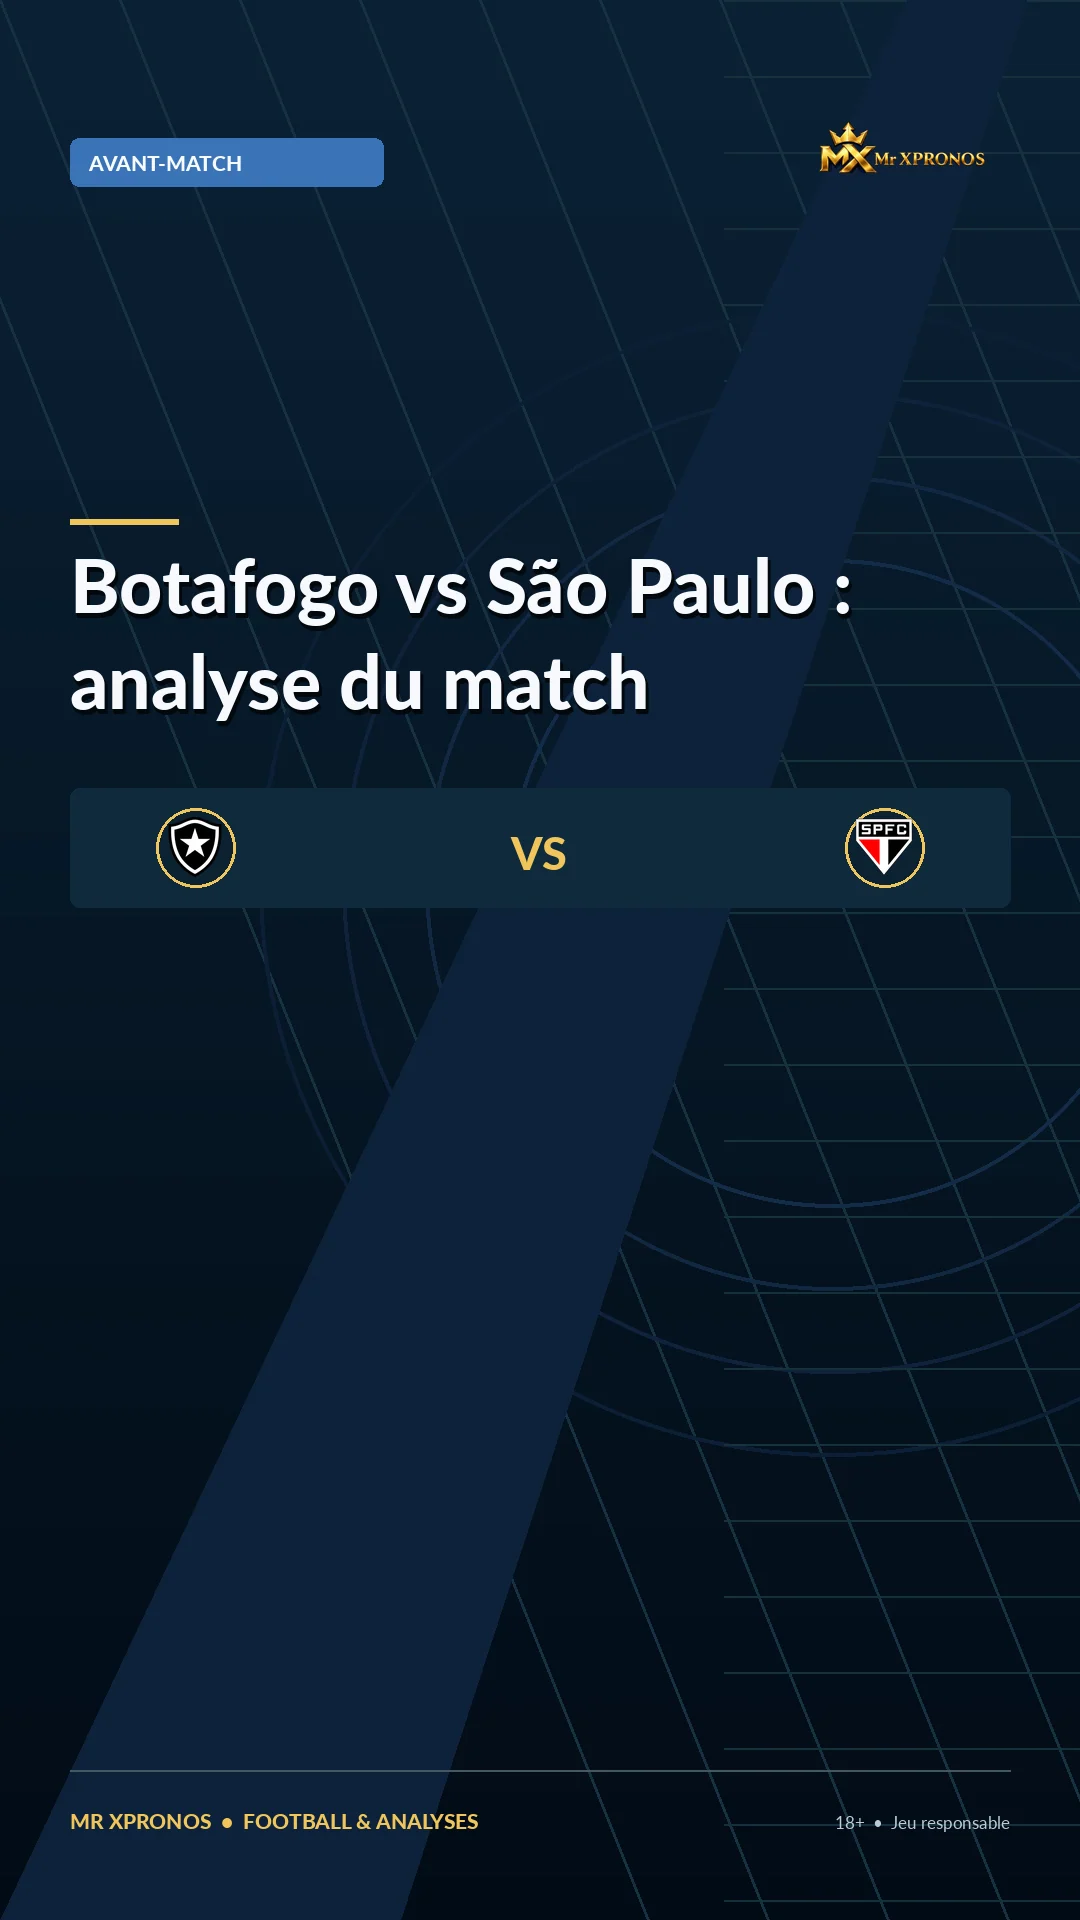 AVANT-MATCH
MX Mr XPRONOS
Botafogo vs São Paulo :
analyse du match
VS
SPFC
MR XPRONOS • FOOTBALL & ANALYSES
18+ • Jeu responsable